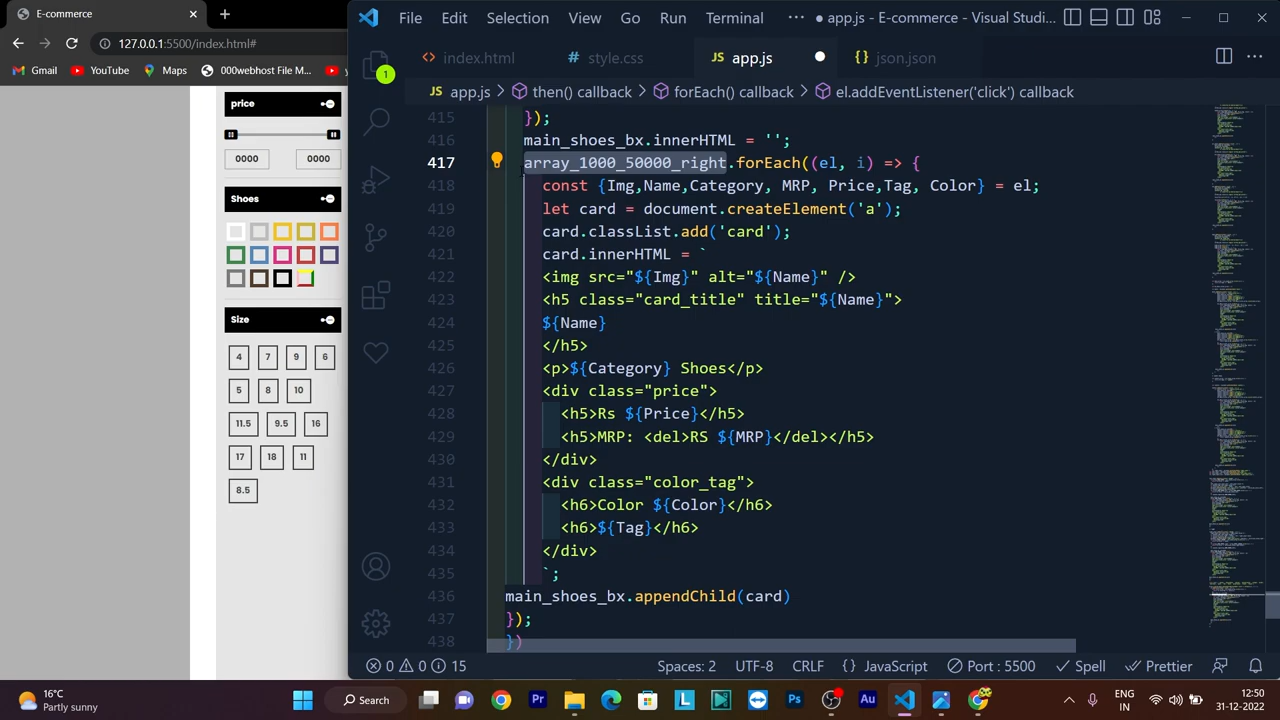 E-commerce
127.0.0.1:5500/index.html#
Gmail YouTube Maps 000webhost File M...
price
0000 0000
Shoes
Size
4 7 9 6
5 8 10
11.5 9.5 16
17 18 11
8.5
File Edit Selection View Go Run Terminal ··· ● app.js - E-commerce - Visual Studi...
<> index.html # style.css JS app.js ● {} json.json
1
JS app.js > then() callback > forEach() callback > el.addEventListener('click') callback
415 });
416 main_shoes_bx.innerHTML = ''
417 array_1000_50000_right.forEach((el, i) => {
const {Img,Name,Category, Price,Tag, Color} = el;
let card = document.createElement('a');
card.classList.add('card');
card.innerHTML = `
422 <img src="${Img}" alt="${Name}" />
<h5 class="card_title" title="${Name}">
424 ${Name}
425 </h5>
426 <p>${Category} Shoes</p>
427 <div class="price">
428 <h5>Rs ${Price}</h5>
429 <h5>MRP: <del>RS ${MRP}</del></h5>
430 </div>
431 <div class="color_tag">
432 <h6>Color ${Color}</h6>
433 <h6>${Tag}</h6>
434 </div>
435 `;
436 shoes_bx.appendChild(card)
437 });
438 })
0 0 15 Spaces: 2 UTF-8 CRLF {} JavaScript Port : 5500 Spell Prettier
16°C
Partly sunny
Search
Pr L Ps Au
ENG
IN
12:50
31-12-2022